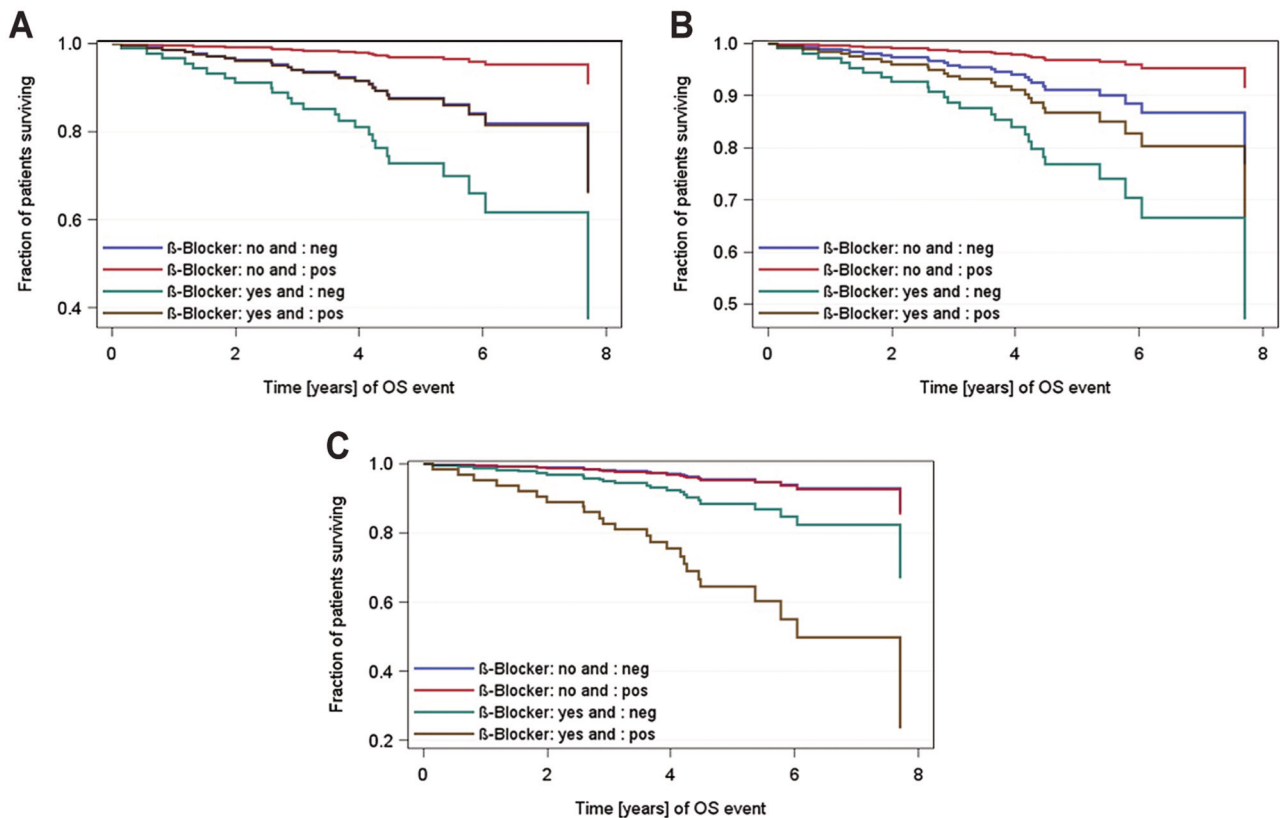 A
Fraction of patients surviving
1.0
0.8
0.6
0.4
ß-Blocker: no and : neg
ß-Blocker: no and : pos
ß-Blocker: yes and : neg
ß-Blocker: yes and : pos
0 2 4 6 8
Time [years] of OS event
B
Fraction of patients surviving
1.0
0.9
0.8
0.7
0.6
0.5
ß-Blocker: no and : neg
ß-Blocker: no and : pos
ß-Blocker: yes and : neg
ß-Blocker: yes and : pos
0 2 4 6 8
Time [years] of OS event
C
Fraction of patients surviving
1.0
0.8
0.6
0.4
0.2
ß-Blocker: no and : neg
ß-Blocker: no and : pos
ß-Blocker: yes and : neg
ß-Blocker: yes and : pos
0 2 4 6 8
Time [years] of OS event